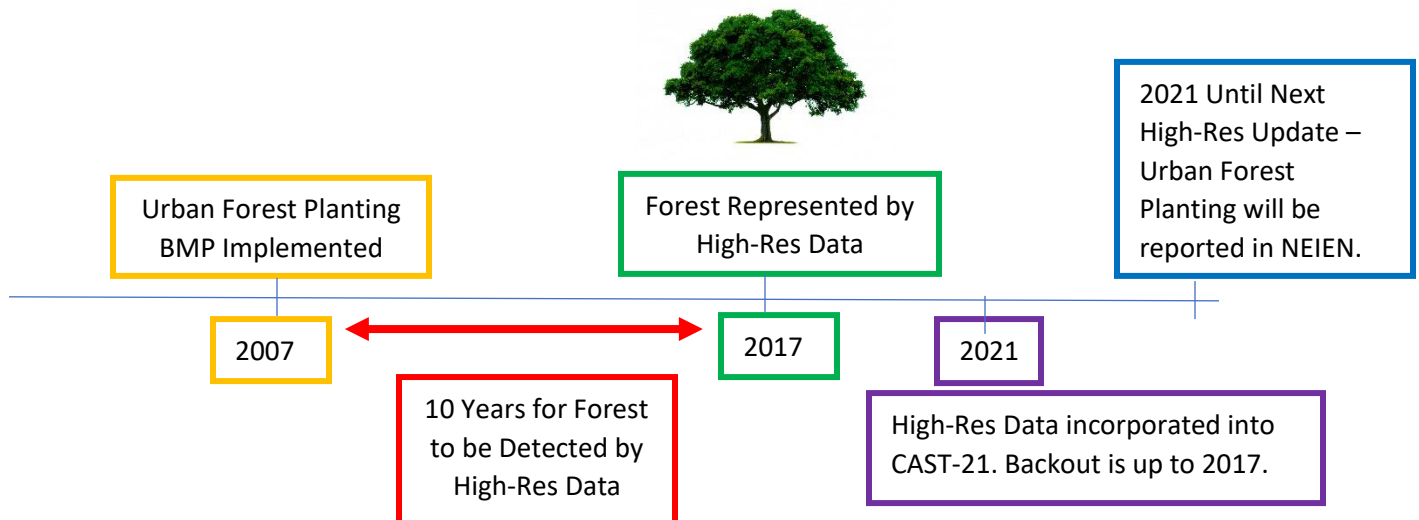 Urban Forest Planting
BMP Implemented
Forest Represented by
High-Res Data
2021 Until Next
High-Res Update –
Urban Forest
Planting will be
reported in NEIEN.
2007
2017
2021
10 Years for Forest
to be Detected by
High-Res Data
High-Res Data incorporated into
CAST-21. Backout is up to 2017.